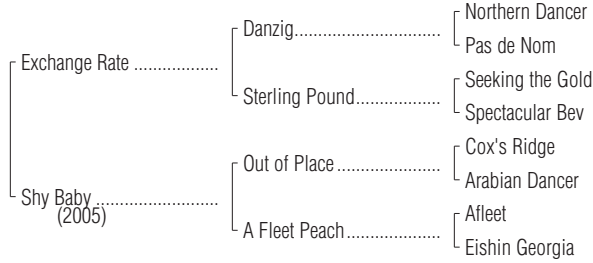 Northern Dancer
Danzig..................................
Pas de Nom
Exchange Rate ...................
Seeking the Gold
Sterling Pound...................
Spectacular Bev
Cox's Ridge
Out of Place .......................
Arabian Dancer
Shy Baby ...........................
(2005)
Afleet
A Fleet Peach.....................
Eishin Georgia